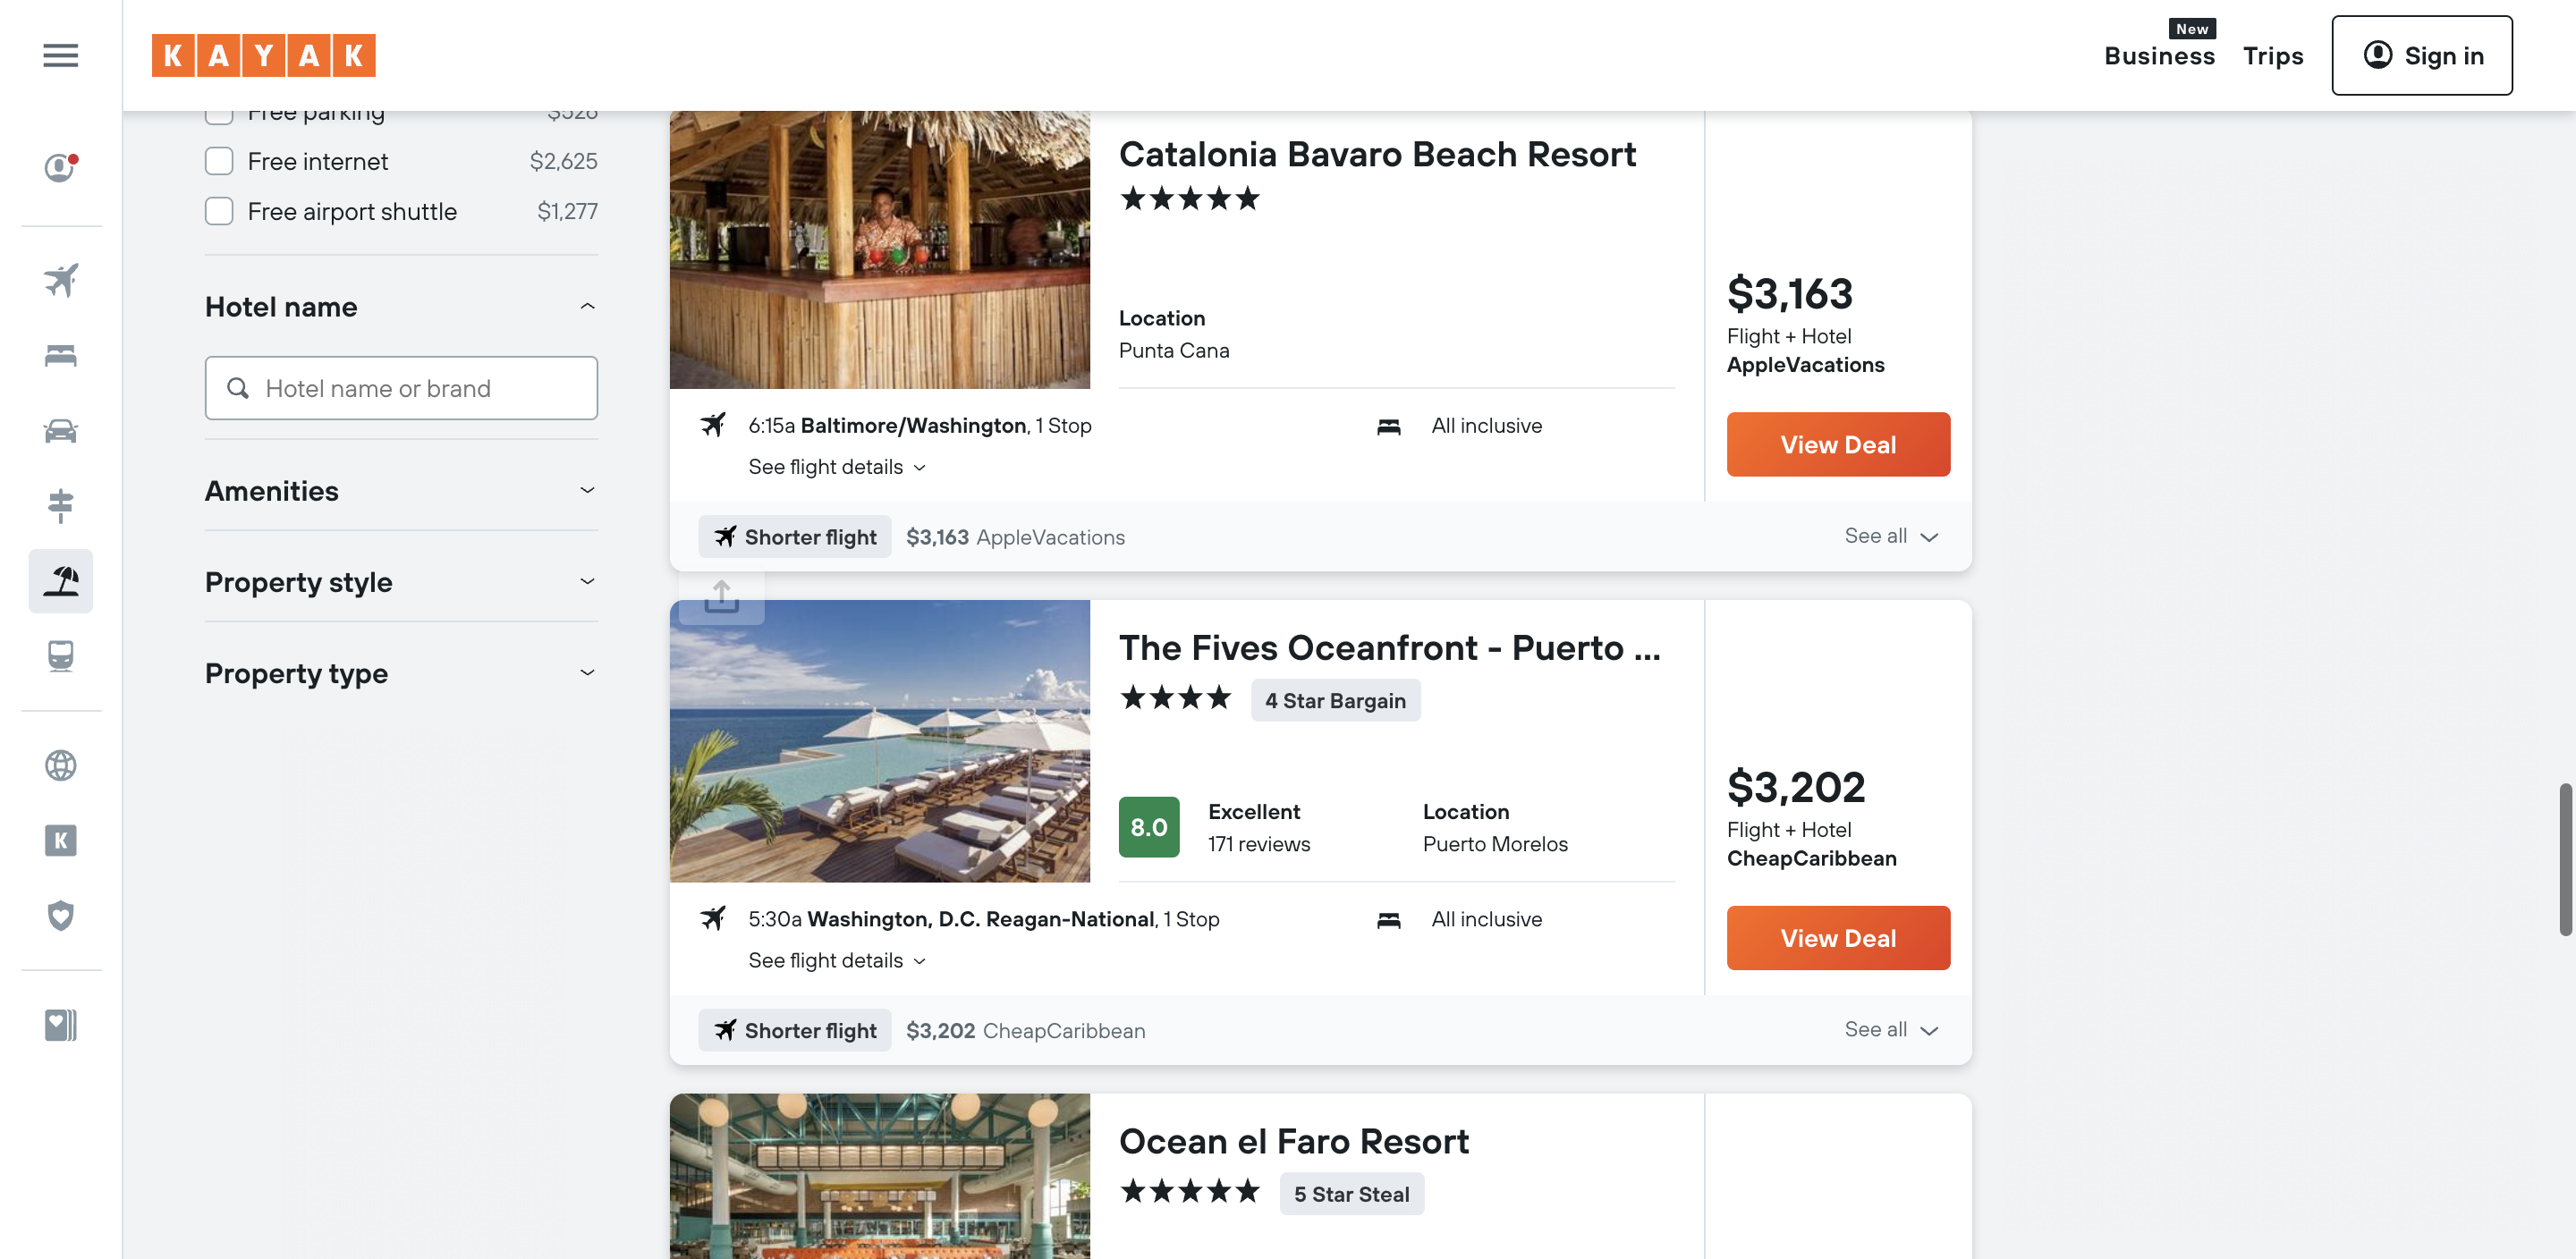 KAYAK
New
Business
Trips
Sign in
Free parking
$526
Free internet
$2,625
Free airport shuttle
$1,277
Hotel name
Hotel name or brand
Amenities
Property style
Property type
Catalonia Bavaro Beach Resort
Location
Punta Cana
$3,163
Flight + Hotel
AppleVacations
View Deal
6:15a Baltimore/Washington, 1 Stop
All inclusive
See flight details
Shorter flight
$3,163 AppleVacations
See all
The Fives Oceanfront - Puerto ...
4 Star Bargain
8.0
Excellent
171 reviews
Location
Puerto Morelos
$3,202
Flight + Hotel
CheapCaribbean
View Deal
5:30a Washington, D.C. Reagan-National, 1 Stop
All inclusive
See flight details
Shorter flight
$3,202 CheapCaribbean
See all
K
Ocean el Faro Resort
5 Star Steal